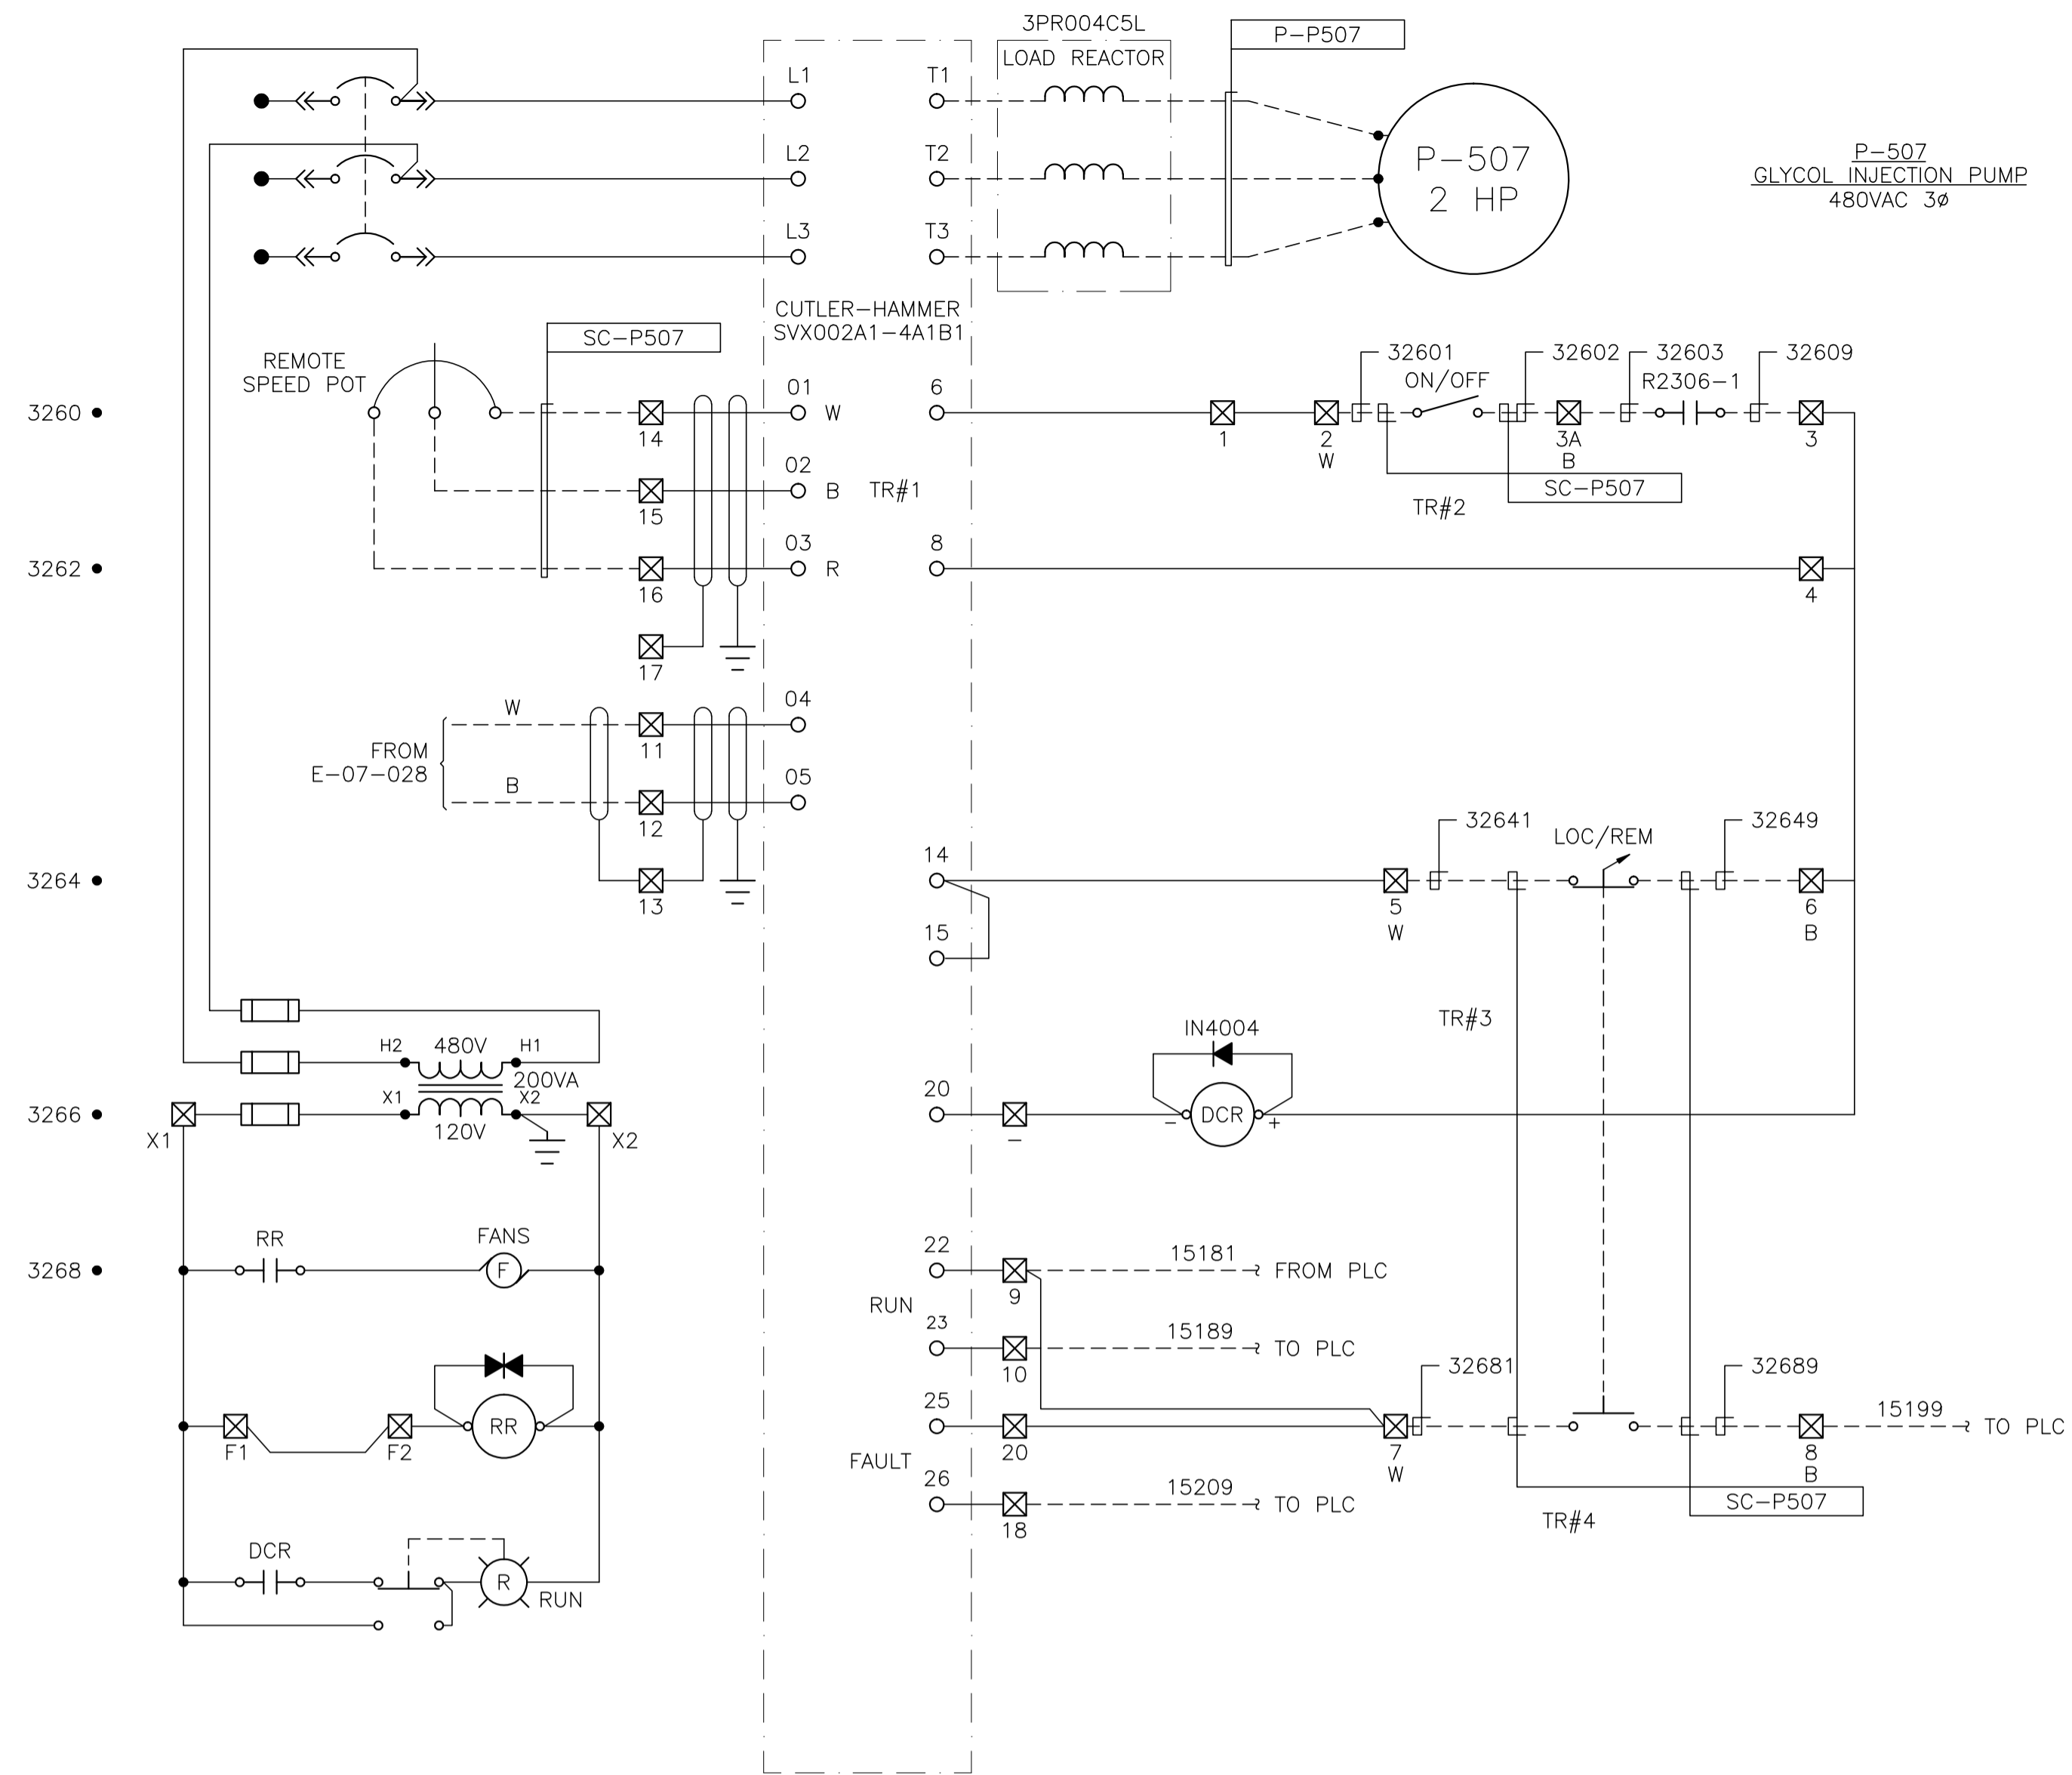 3PR004C5L
LOAD REACTOR
P-P507
L1
T1
L2
T2
L3
T3
P-507
2 HP
P-507
GLYCOL INJECTION PUMP
480VAC 3ø
CUTLER-HAMMER
SVX002A1-4A1B1
SC-P507
REMOTE
SPEED POT
3260
14
01
W
6
1
2
W
32601
ON/OFF
32602
3A
B
32603
R2306-1
32609
3
SC-P507
TR#2
15
02
B
TR#1
3262
16
03
R
8
4
17
FROM
E-07-028
W
11
04
B
12
05
3264
13
14
15
5
W
32641
LOC/REM
32649
6
B
TR#3
H2
480V
H1
200VA
X1
X2
120V
3266
X1
X2
20
-
IN4004
-
DCR
+
3268
RR
FANS
F
22
9
15181
FROM PLC
RUN
23
10
15189
TO PLC
F1
F2
RR
25
20
FAULT
7
W
32681
32689
8
B
15199
TO PLC
26
18
15209
TO PLC
SC-P507
TR#4
DCR
R
RUN